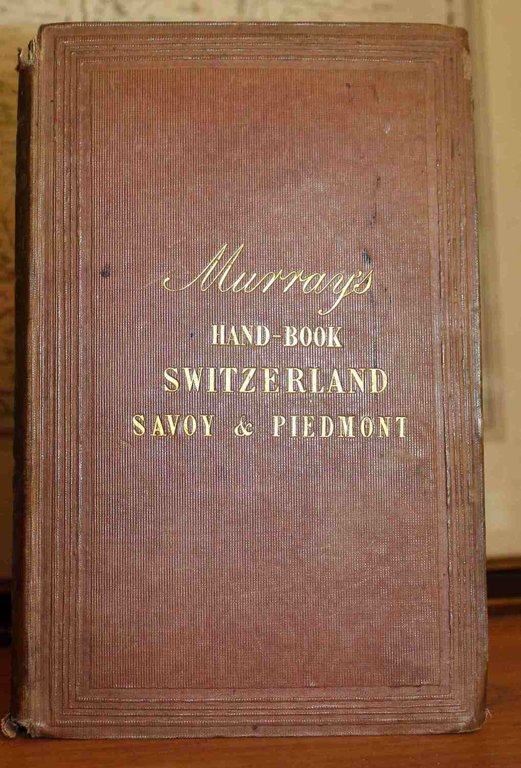 Murray's
HAND-BOOK
SWITZERLAND
SAVOY & PIEDMONT